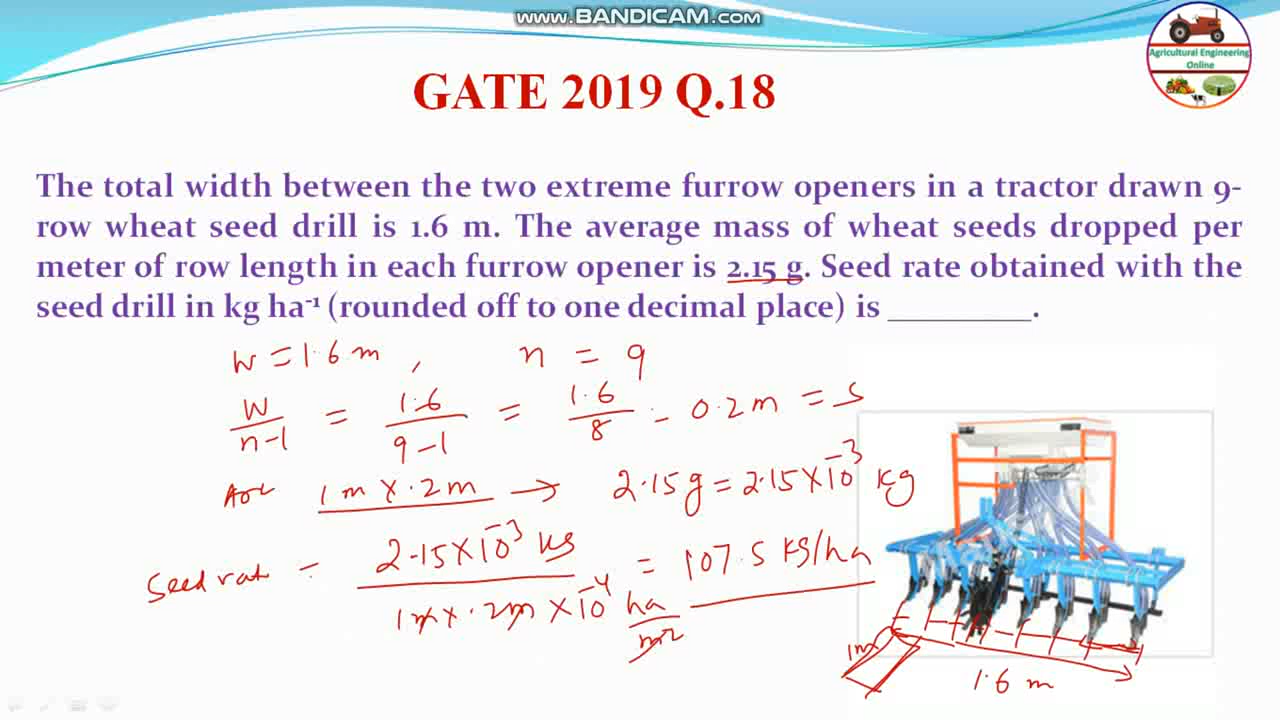 www.BANDICAM.com
Agricultural Engineering
Online
GATE 2019 Q.18
The total width between the two extreme furrow openers in a tractor drawn 9-
row wheat seed drill is 1.6 m. The average mass of wheat seeds dropped per
meter of row length in each furrow opener is 2.15 g. Seed rate obtained with the
seed drill in kg ha⁻¹ (rounded off to one decimal place) is ________.
W = 1.6 m, n = 9
W/n-1 = 1.6/9-1 = 1.6/8 = 0.2m = S
1m x .2m → 2.15g = 2.15 x 10⁻³ kg
Seed rate = 2.15 x 10⁻³ kg / 1m x .2m x 10⁻⁴ ha/m² = 107.5 kg/ha
1m
1.6 m